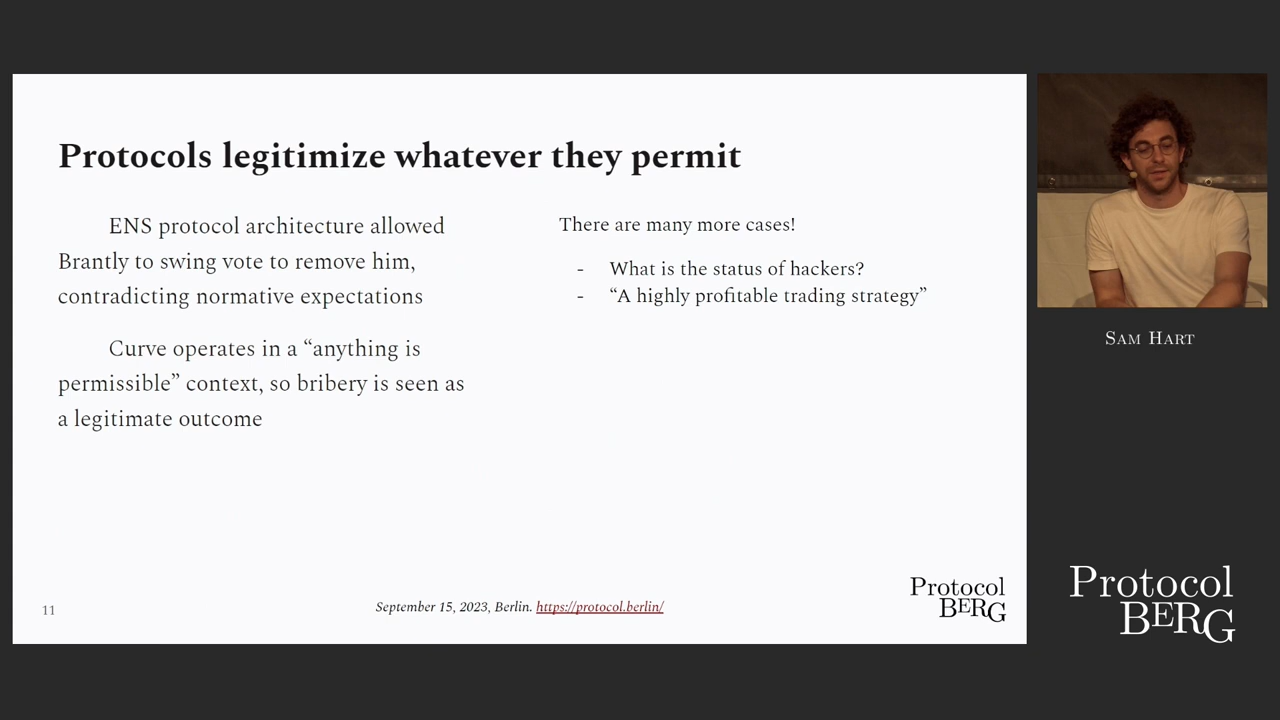 Protocols legitimize whatever they permit
ENS protocol architecture allowed
Brantly to swing vote to remove him,
contradicting normative expectations
Curve operates in a “anything is
permissible” context, so bribery is seen as
a legitimate outcome
There are many more cases!
- What is the status of hackers?
- “A highly profitable trading strategy”
11
September 15, 2023, Berlin. https://protocol.berlin/
Protocol
BERG
Sam Hart
Protocol
BERG